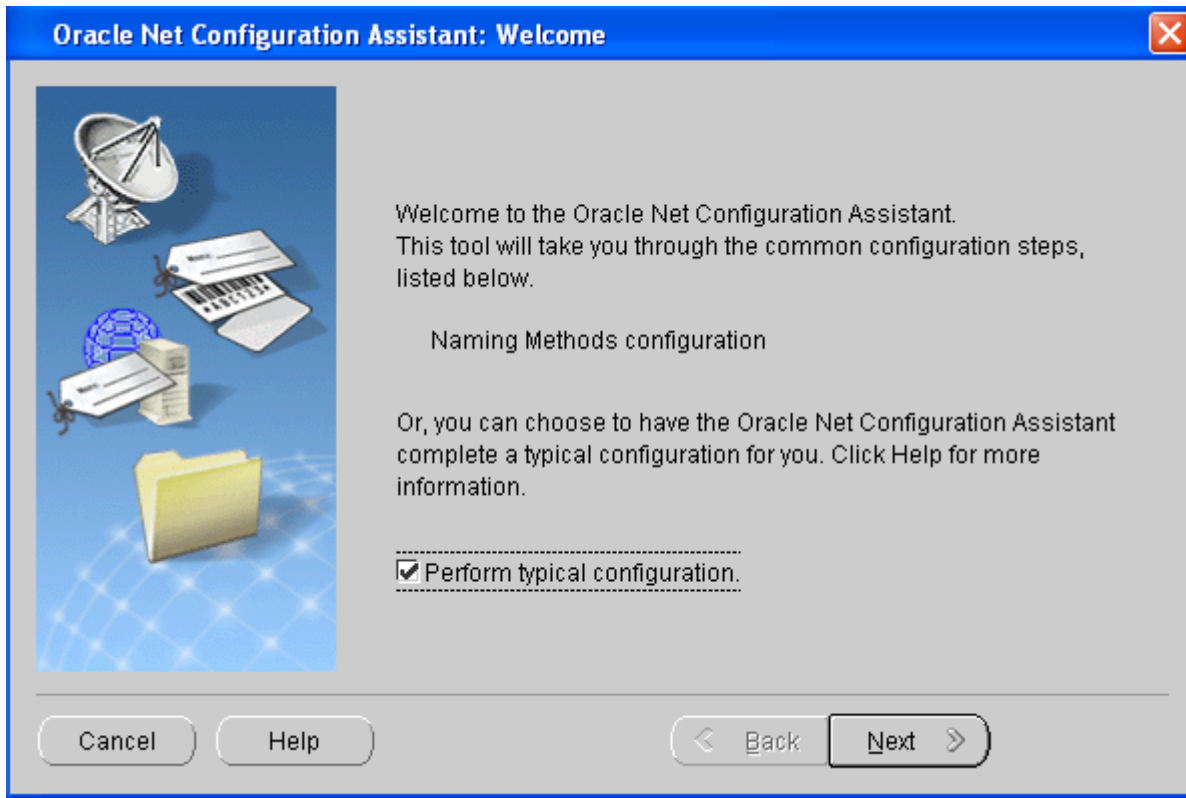 Oracle Net Configuration Assistant: Welcome
Welcome to the Oracle Net Configuration Assistant.
This tool will take you through the common configuration steps,
listed below.
Naming Methods configuration
Or, you can choose to have the Oracle Net Configuration Assistant
complete a typical configuration for you. Click Help for more
information.
Perform typical configuration.
Cancel
Help
Back
Next